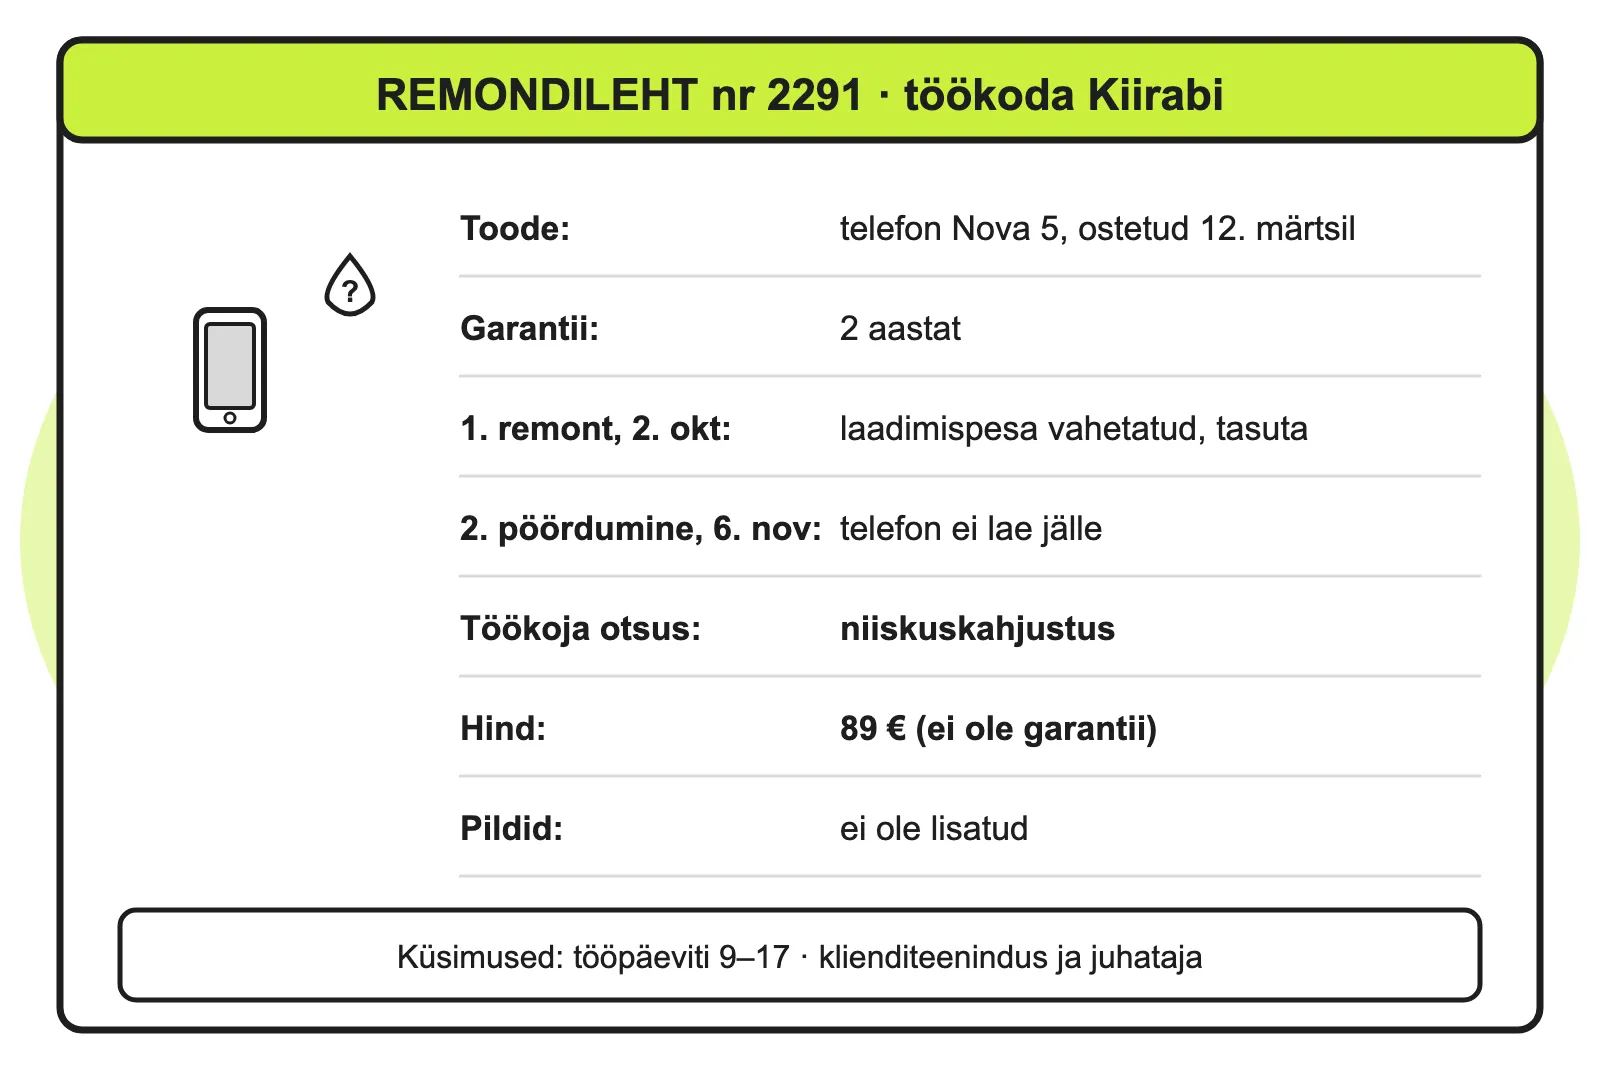 REMONDILEHT nr 2291 · töökoda Kiirabi
Toode: telefon Nova 5, ostetud 12. märtsil
?
Garantii: 2 aastat
1. remont, 2. okt: laadimispesa vahetatud, tasuta
2. pöördumine, 6. nov: telefon ei lae jälle
Töökoja otsus: niiskuskahjustus
Hind: 89 € (ei ole garantii)
Pildid: ei ole lisatud
Küsimused: tööpäeviti 9–17 · klienditeenindus ja juhataja